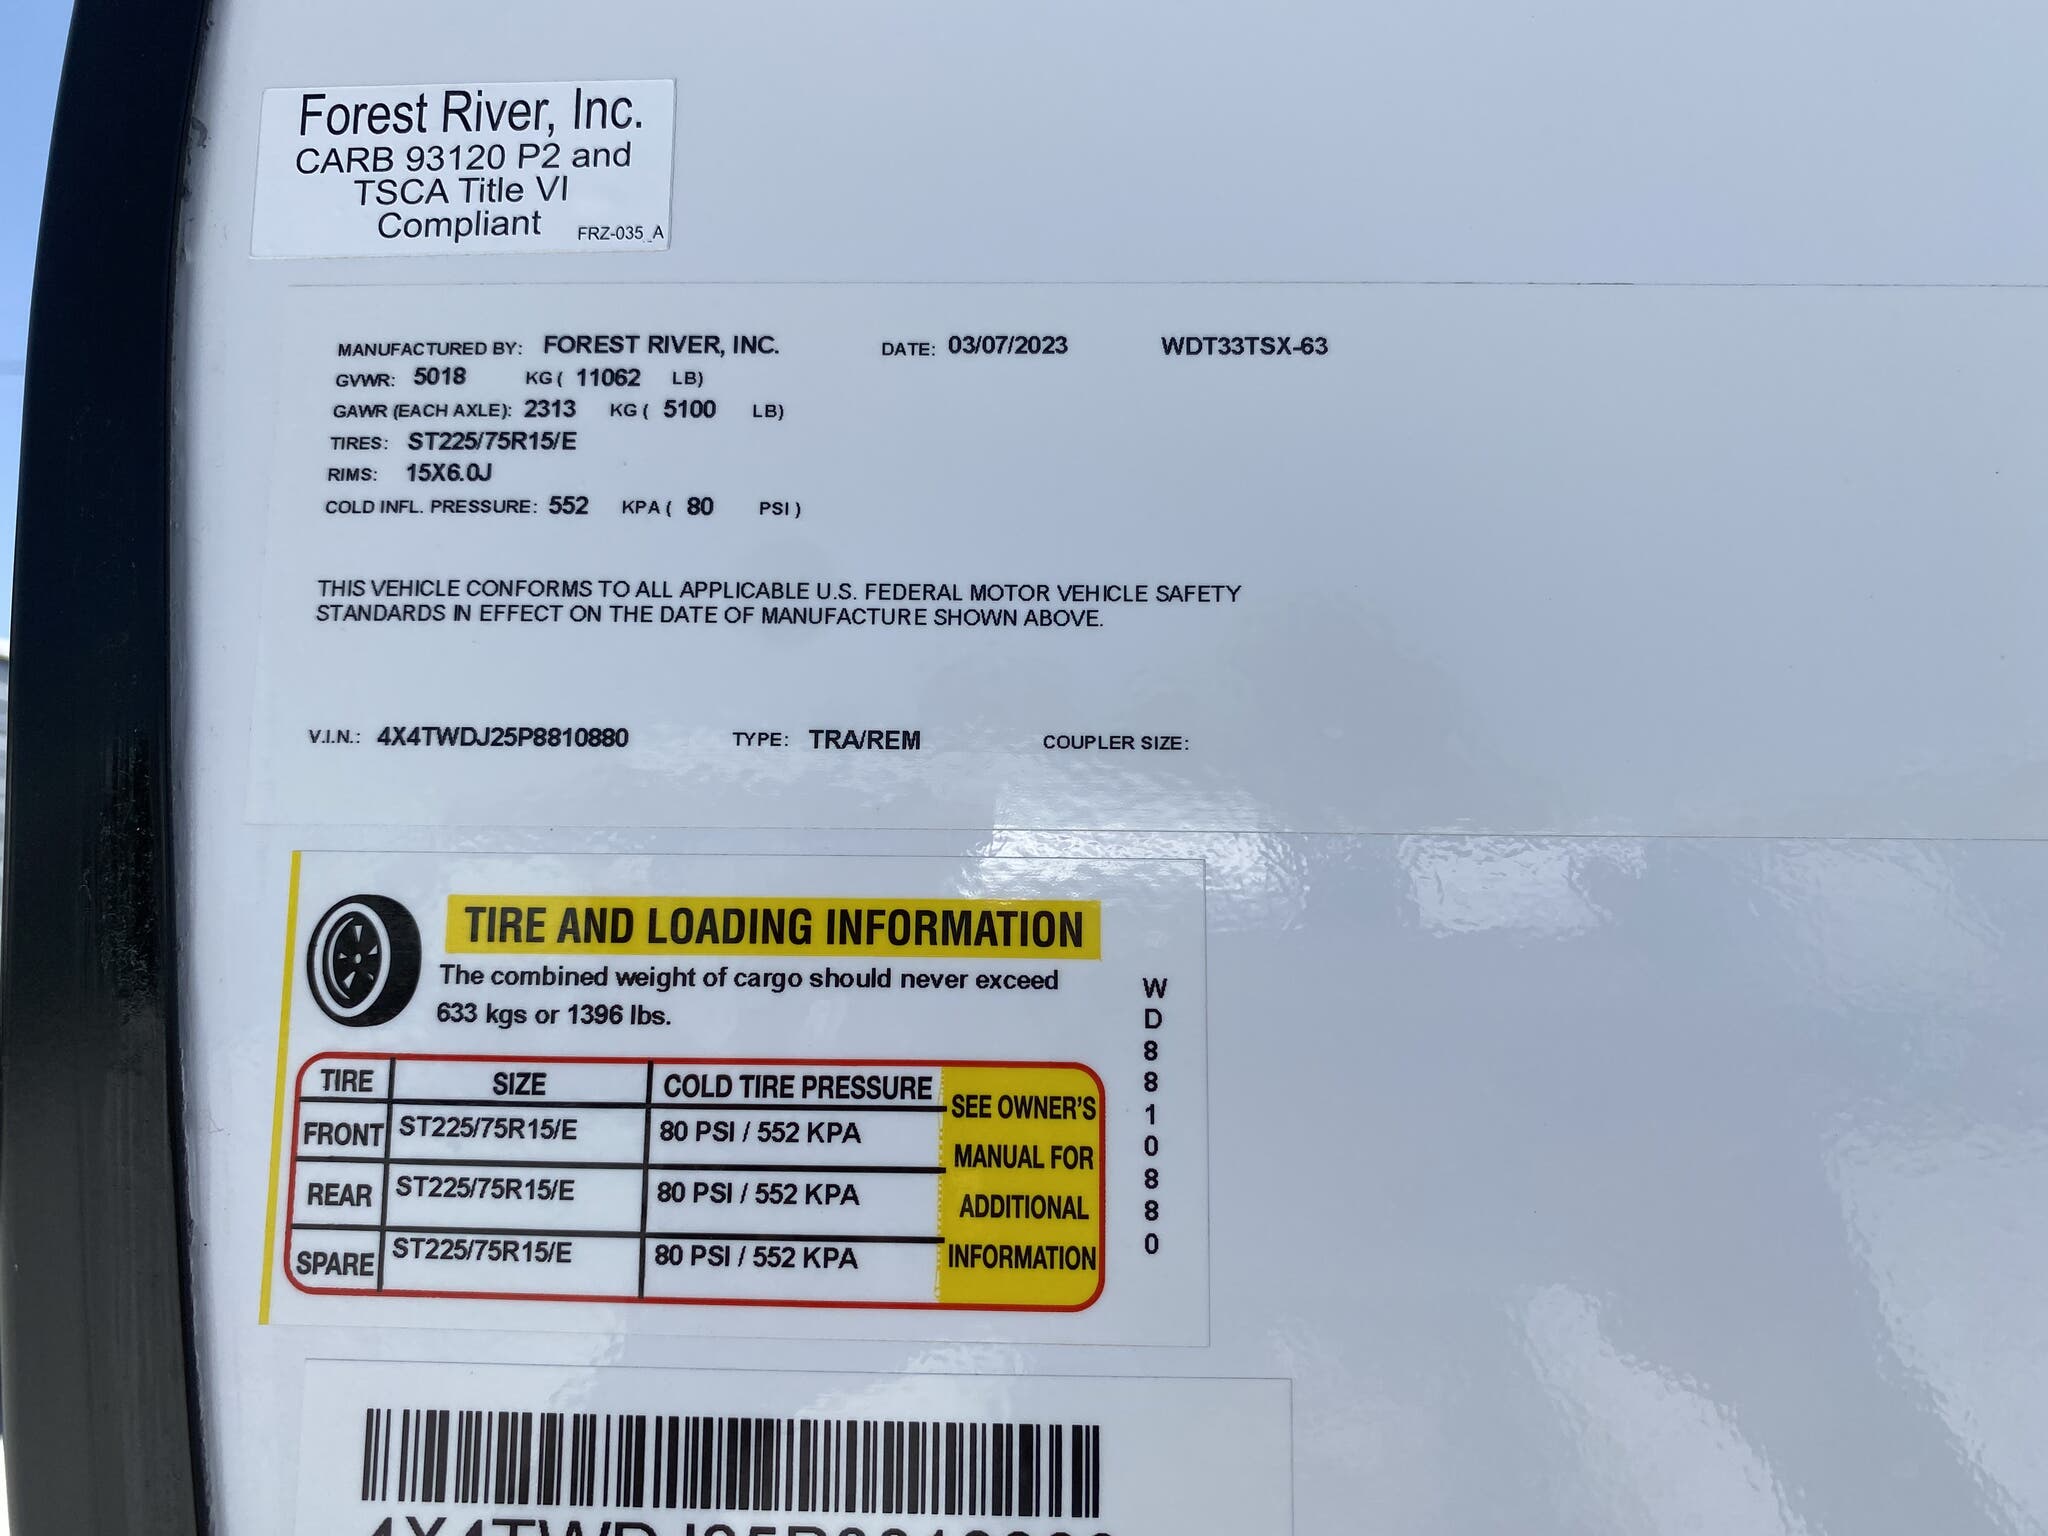 Forest River, Inc.
CARB 93120 P2 and
TSCA Title VI
Compliant FRZ-035_A
MANUFACTURED BY: FOREST RIVER, INC. DATE: 03/07/2023 WDT33TSX-63
GVWR: 5018 KG ( 11062 LB)
GAWR (EACH AXLE): 2313 KG ( 5100 LB)
TIRES: ST225/75R15/E
RIMS: 15X6.0J
COLD INFL. PRESSURE: 552 KPA ( 80 PSI )
THIS VEHICLE CONFORMS TO ALL APPLICABLE U.S. FEDERAL MOTOR VEHICLE SAFETY
STANDARDS IN EFFECT ON THE DATE OF MANUFACTURE SHOWN ABOVE.
V.I.N.: 4X4TWDJ25P8810880 TYPE: TRA/REM COUPLER SIZE:
TIRE AND LOADING INFORMATION
The combined weight of cargo should never exceed
633 kgs or 1396 lbs.
TIRE SIZE COLD TIRE PRESSURE
FRONT ST225/75R15/E 80 PSI / 552 KPA
REAR ST225/75R15/E 80 PSI / 552 KPA
SPARE ST225/75R15/E 80 PSI / 552 KPA
SEE OWNER'S
MANUAL FOR
ADDITIONAL
INFORMATION
WD8810880
4X4TWDJ25P8810880